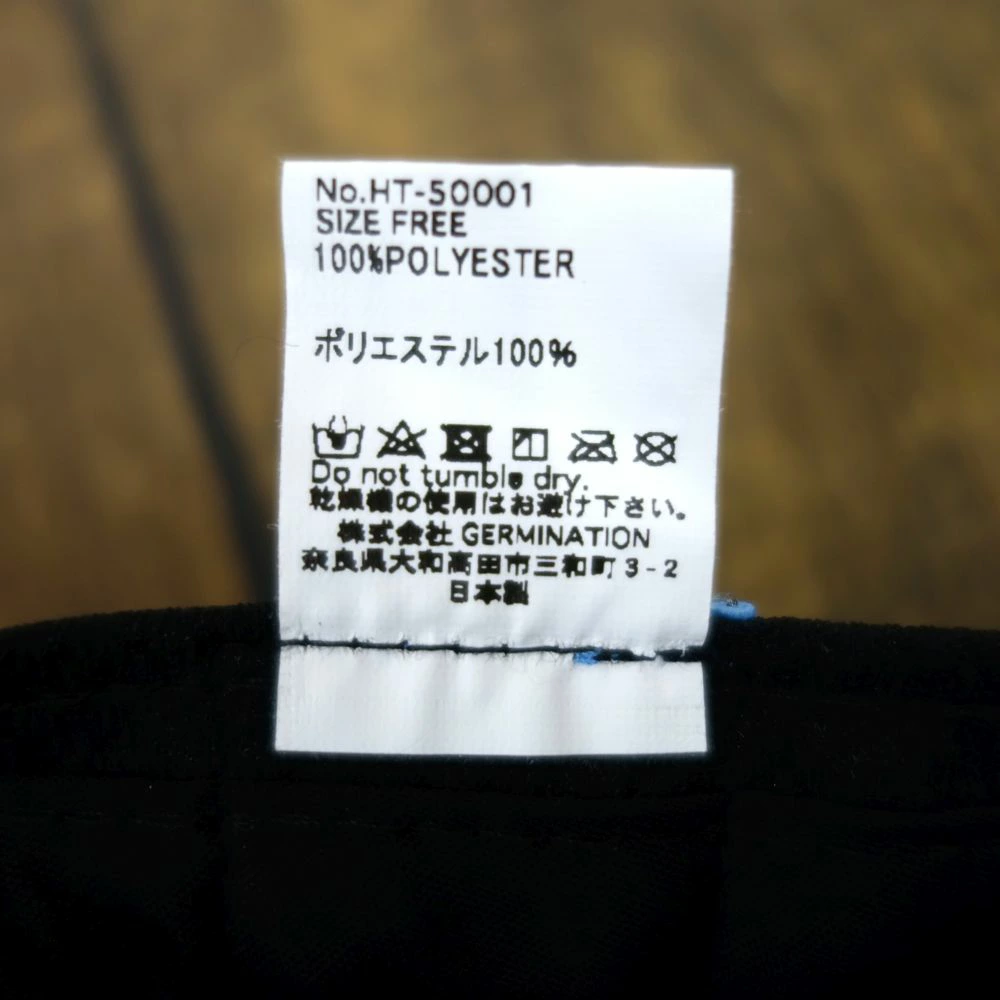 No.HT-50001
SIZE FREE
100%POLYESTER
ポリエステル100%
Do not tumble dry.
乾燥機の使用はお避け下さい。
株式会社 GERMINATION
奈良県大和高田市三和町 3-2
日本製